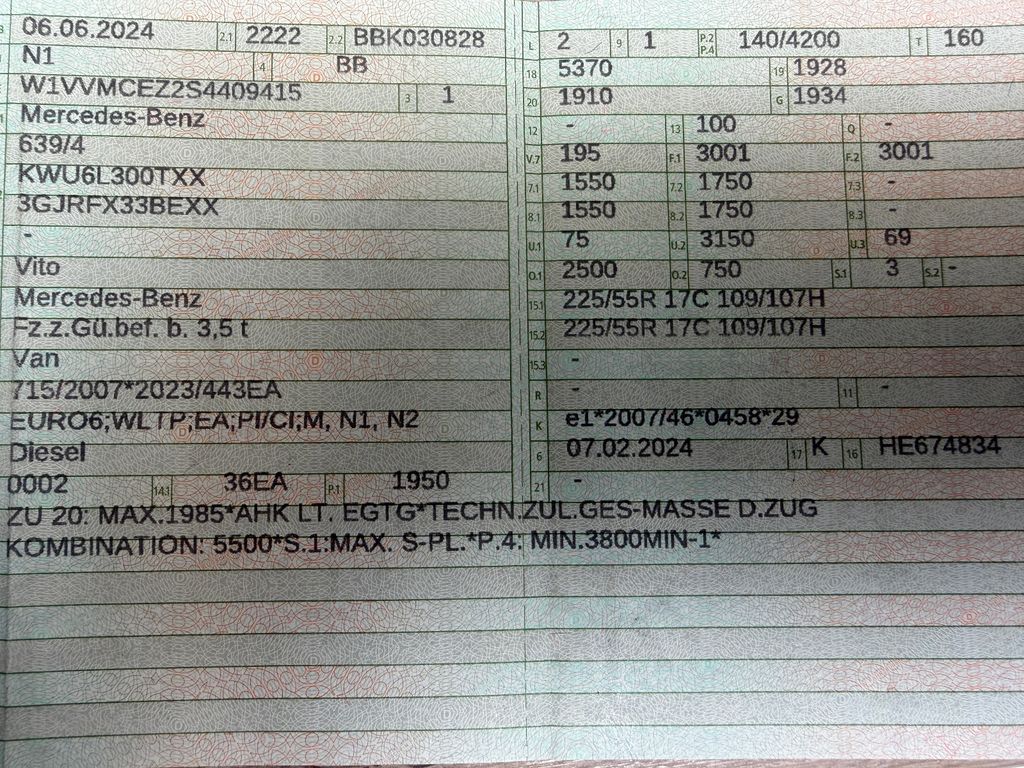 06.06.2024 2.1 2222 2.2 BBK030828 L 2 9 1 P.2 P.4 140/4200 T 160
N1 4 BB 18 5370 19 1928
W1VVMCEZ2S4409415 3 1 20 1910 G 1934
Mercedes-Benz 12 - 13 100 Q -
639/4 V.7 195 F.1 3001 F.2 3001
KWU6L300TXX 7.1 1550 7.2 1750 7.3 -
3GJRFX33BEXX 8.1 1550 8.2 1750 8.3 -
- U.1 75 U.2 3150 U.3 69
Vito O.1 2500 O.2 750 S.1 3 S.2 -
Mercedes-Benz 15.1 225/55R 17C 109/107H
Fz.z.Gü.bef. b. 3,5 t 15.2 225/55R 17C 109/107H
Van 15.3 -
715/2007*2023/443EA R - 11 -
EURO6;WLTP;EA;PI/CI;M, N1, N2 K e1*2007/46*0458*29
Diesel 6 07.02.2024 17 K 16 HE674834
0002 14.1 36EA P.1 1950 21 -
ZU 20: MAX.1985*AHK LT. EGTG*TECHN.ZUL.GES-MASSE D.ZUG
KOMBINATION: 5500*S.1:MAX. S-PL.*P.4: MIN.3800MIN-1*